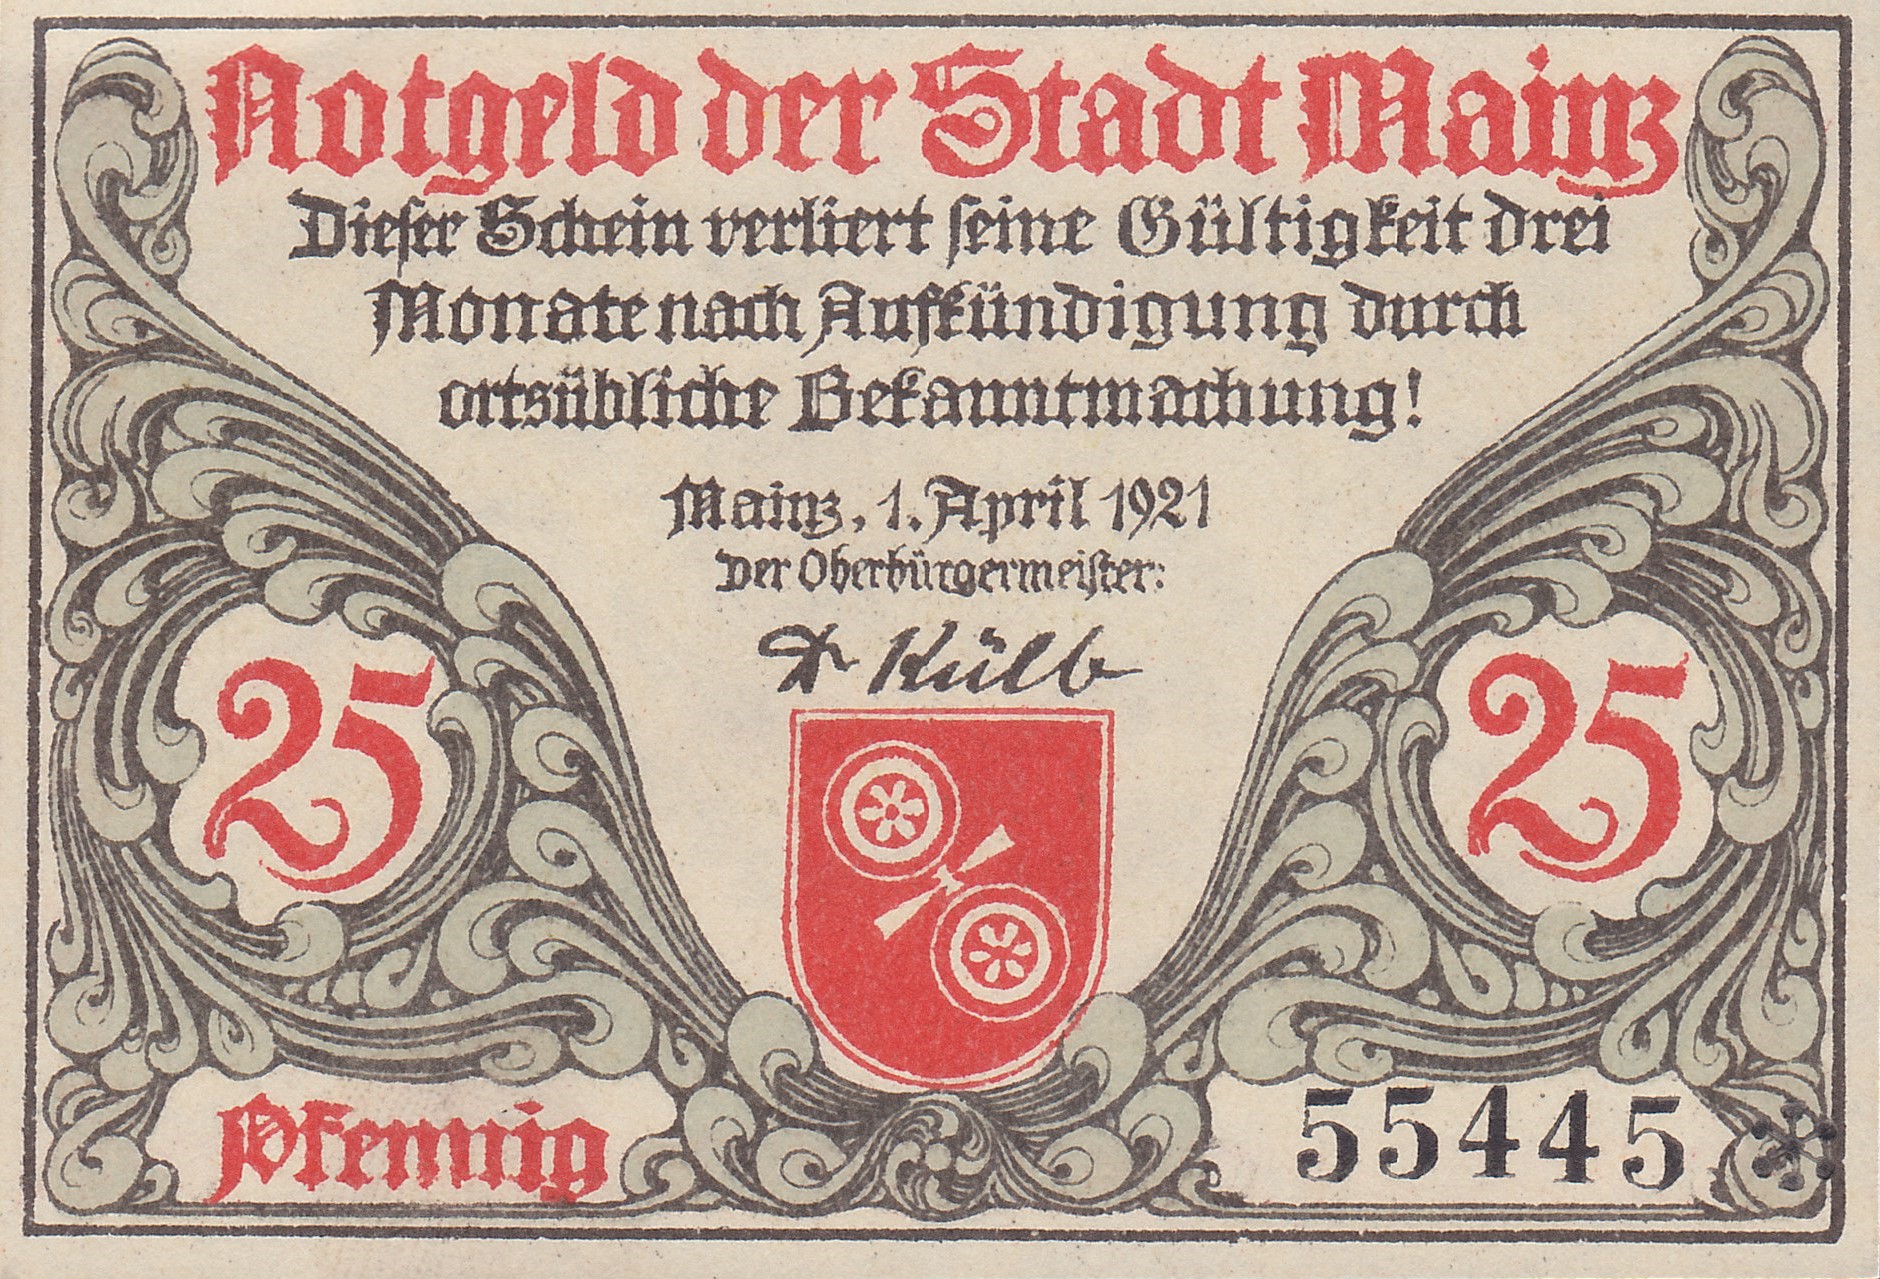 Notgeld der Stadt Mainz
Dieser Schein verliert seine Gültigkeit drei
Monate nach Aufkündigung durch
ortsübliche Bekanntmachung!
Mainz, 1. April 1921
Der Oberbürgermeister:
Dr Külb
25
25
Pfennig
55445